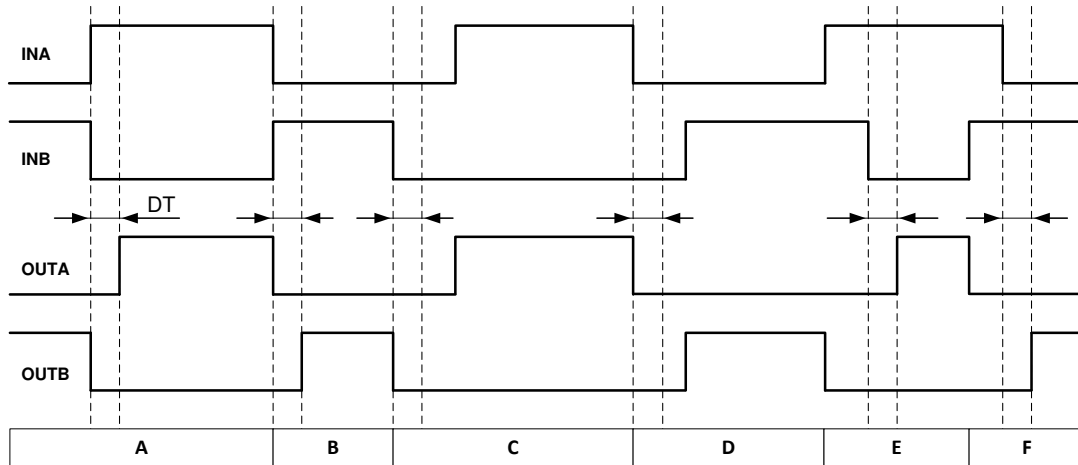 INA
INB
DT
OUTA
OUTB
A B C D E F